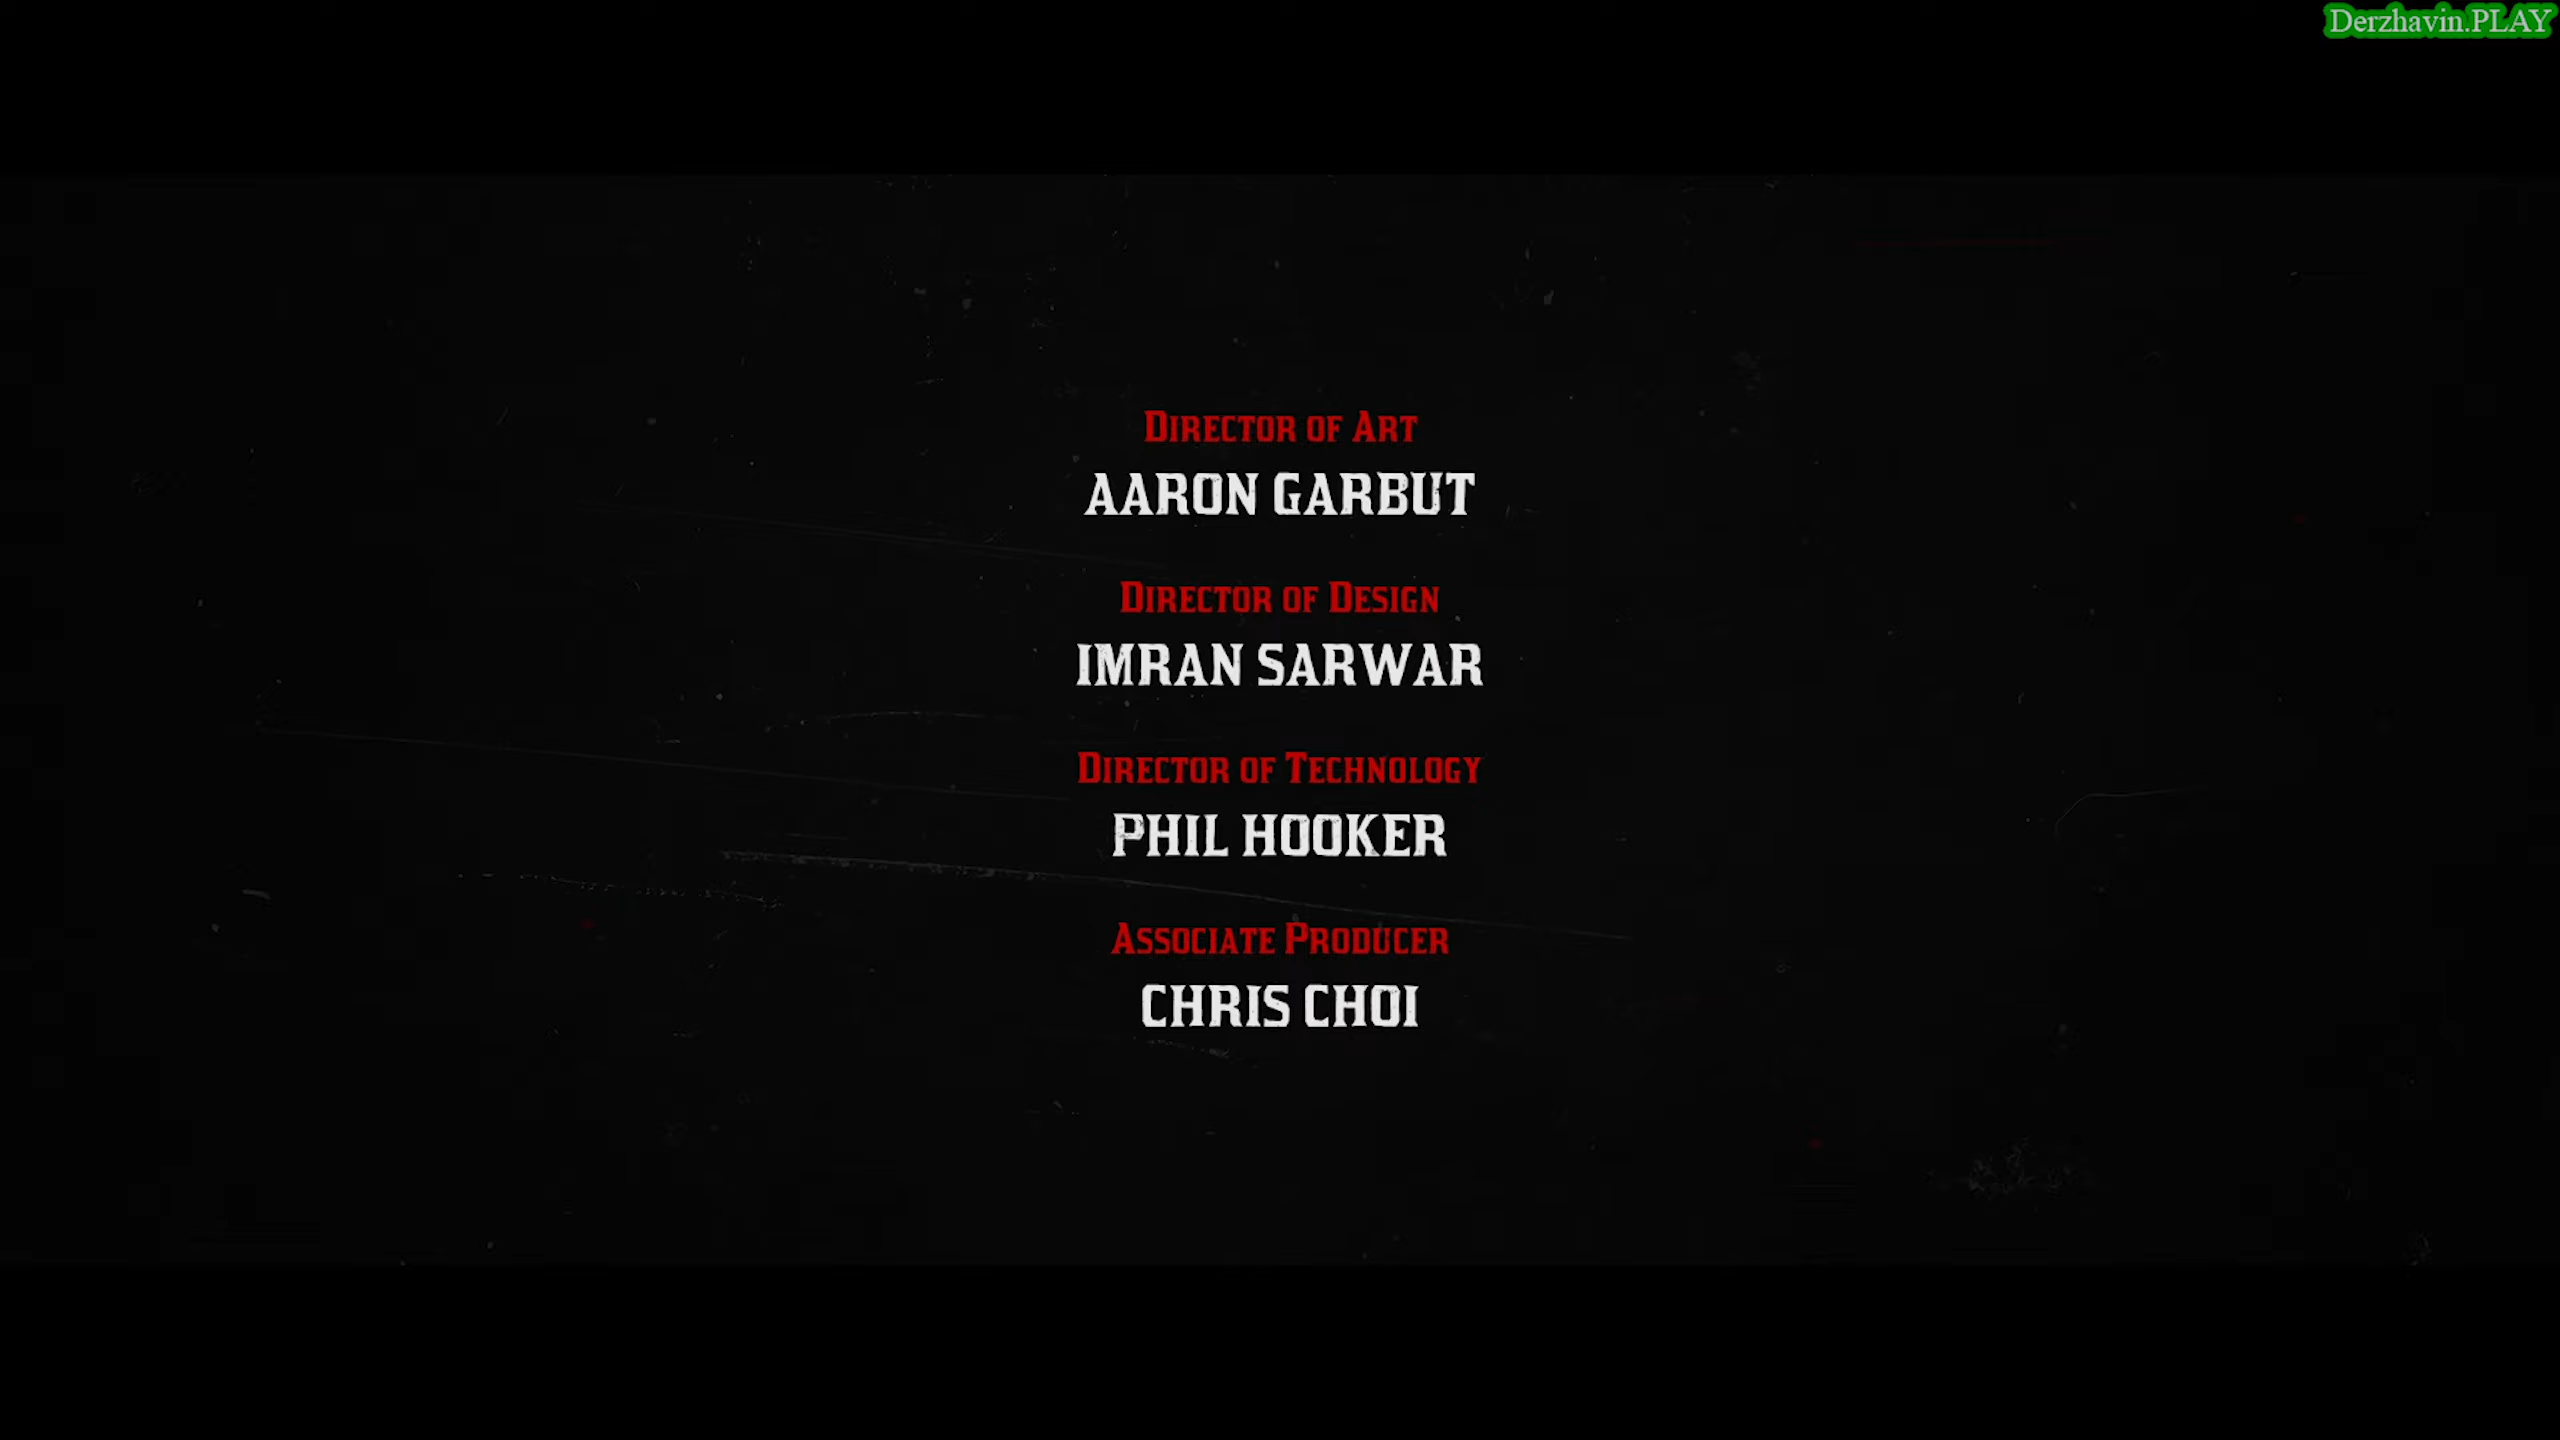 Derzhavin.PLAY
Director of Art
AARON GARBUT
Director of Design
IMRAN SARWAR
Director of Technology
PHIL HOOKER
Associate Producer
CHRIS CHOI